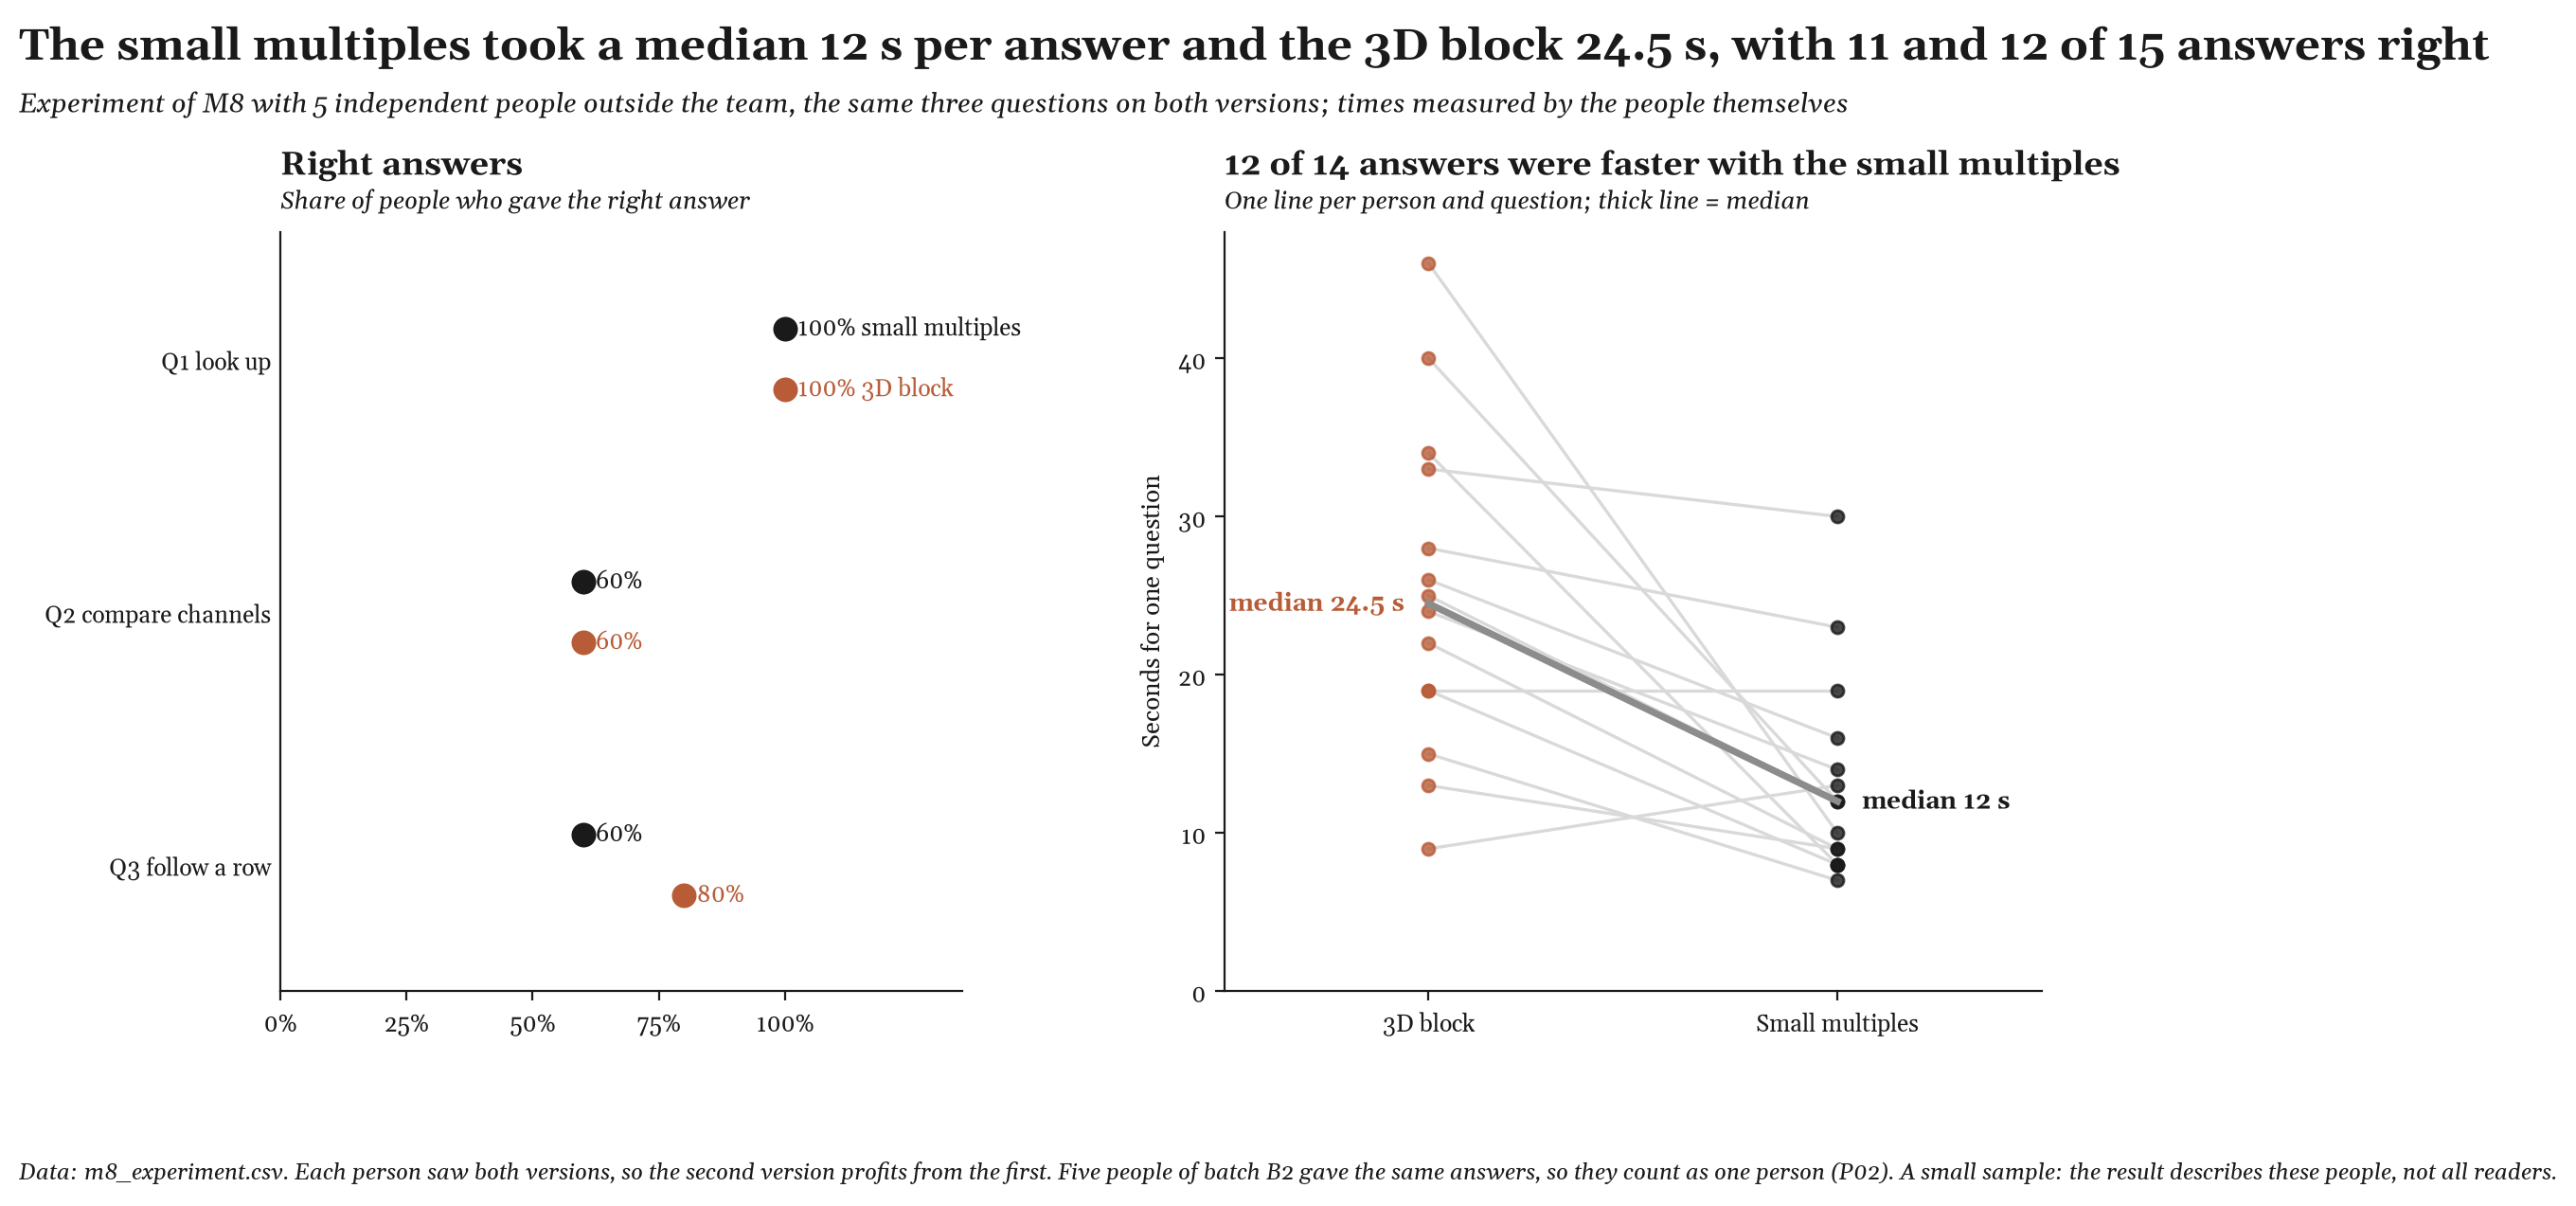 The small multiples took a median 12 s per answer and the 3D block 24.5 s, with 11 and 12 of 15 answers right
Experiment of M8 with 5 independent people outside the team, the same three questions on both versions; times measured by the people themselves
Right answers
Share of people who gave the right answer
100% small multiples
Q1 look up
100% 3D block
60%
Q2 compare channels
60%
60%
Q3 follow a row
80%
0% 25% 50% 75% 100%
12 of 14 answers were faster with the small multiples
One line per person and question; thick line = median
Seconds for one question
40
30
20
10
0
median 24.5 s
median 12 s
3D block Small multiples
Data: m8_experiment.csv. Each person saw both versions, so the second version profits from the first. Five people of batch B2 gave the same answers, so they count as one person (P02). A small sample: the result describes these people, not all readers.